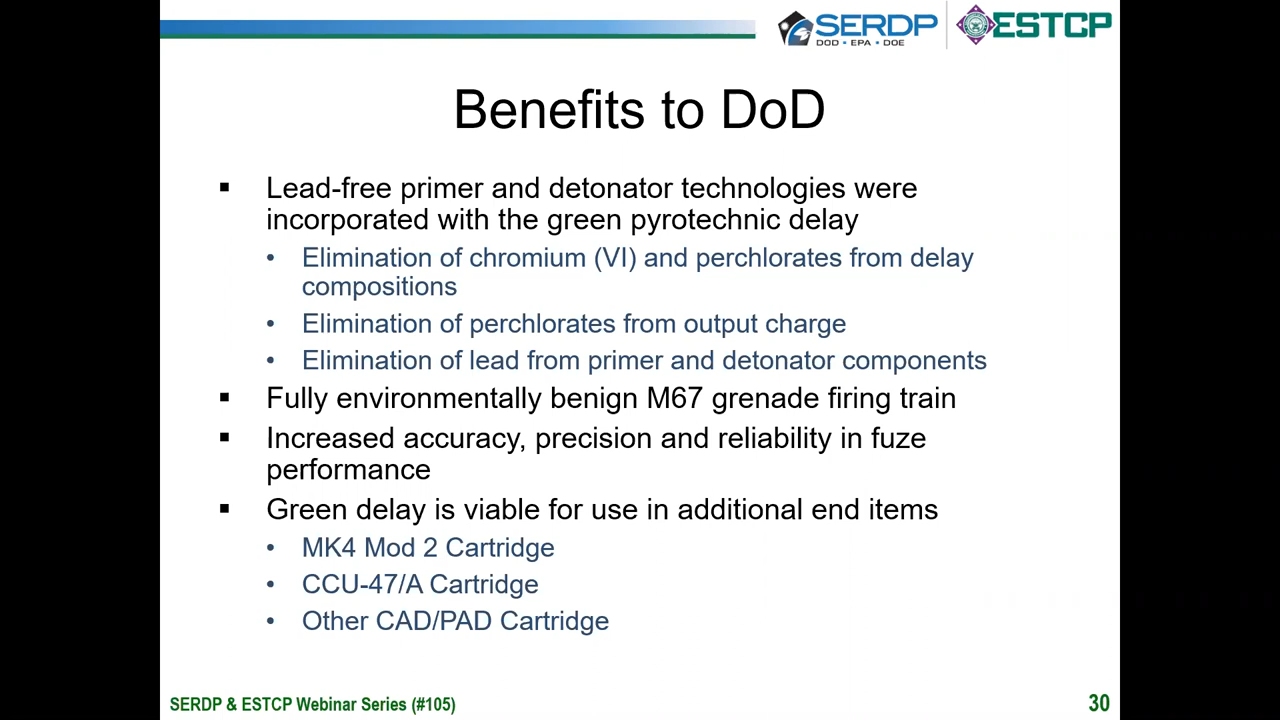 SERDP
DOD • EPA • DOE
ESTCP
Benefits to DoD
▪ Lead-free primer and detonator technologies were
incorporated with the green pyrotechnic delay
• Elimination of chromium (VI) and perchlorates from delay
compositions
• Elimination of perchlorates from output charge
• Elimination of lead from primer and detonator components
▪ Fully environmentally benign M67 grenade firing train
▪ Increased accuracy, precision and reliability in fuze
performance
▪ Green delay is viable for use in additional end items
• MK4 Mod 2 Cartridge
• CCU-47/A Cartridge
• Other CAD/PAD Cartridge
SERDP & ESTCP Webinar Series (#105)
30